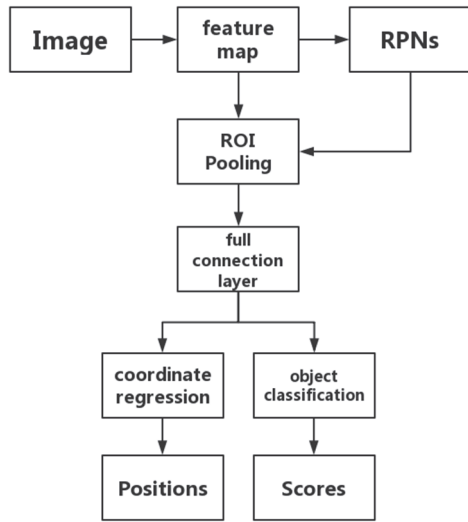 Image
feature
map
RPNs
ROI
Pooling
full
connection
layer
coordinate
regression
object
classification
Positions
Scores